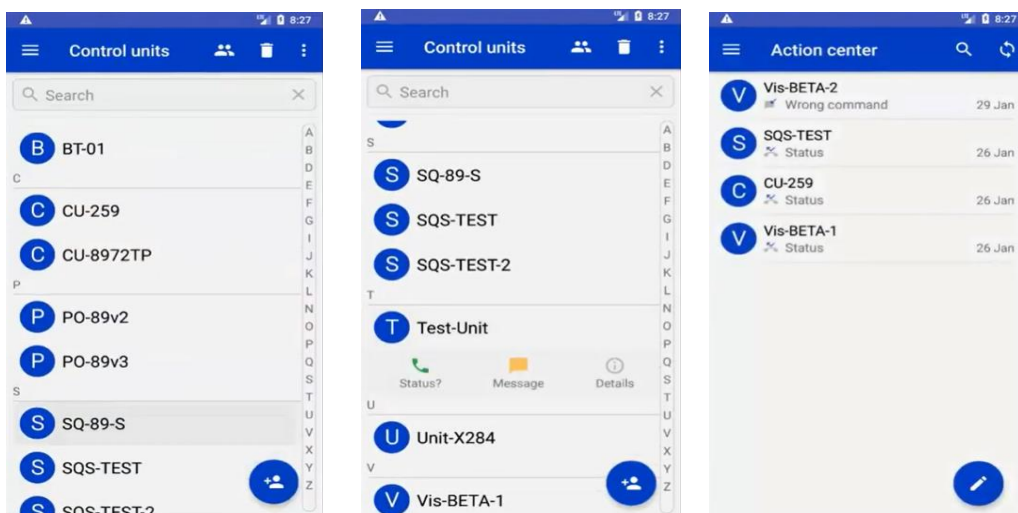 8:27
Control units
Search
B BT-01
C
C CU-259
C CU-8972TP
P
P PO-89v2
P PO-89v3
S
S SQ-89-S
S SQS-TEST
S SQS-TEST-2
A
B
D
E
F
G
I
J
K
L
N
O
P
Q
S
T
U
V
X
Y
Z
8:27
Control units
Search
S
S SQ-89-S
S SQS-TEST
S SQS-TEST-2
T
T Test-Unit
Status? Message Details
U
U Unit-X284
V
V Vis-BETA-1
A
B
D
E
F
G
I
J
K
L
N
O
P
Q
S
T
U
V
X
Y
Z
8:27
Action center
V Vis-BETA-2
Wrong command 29 Jan
S SQS-TEST
Status 26 Jan
C CU-259
Status 26 Jan
V Vis-BETA-1
Status 26 Jan